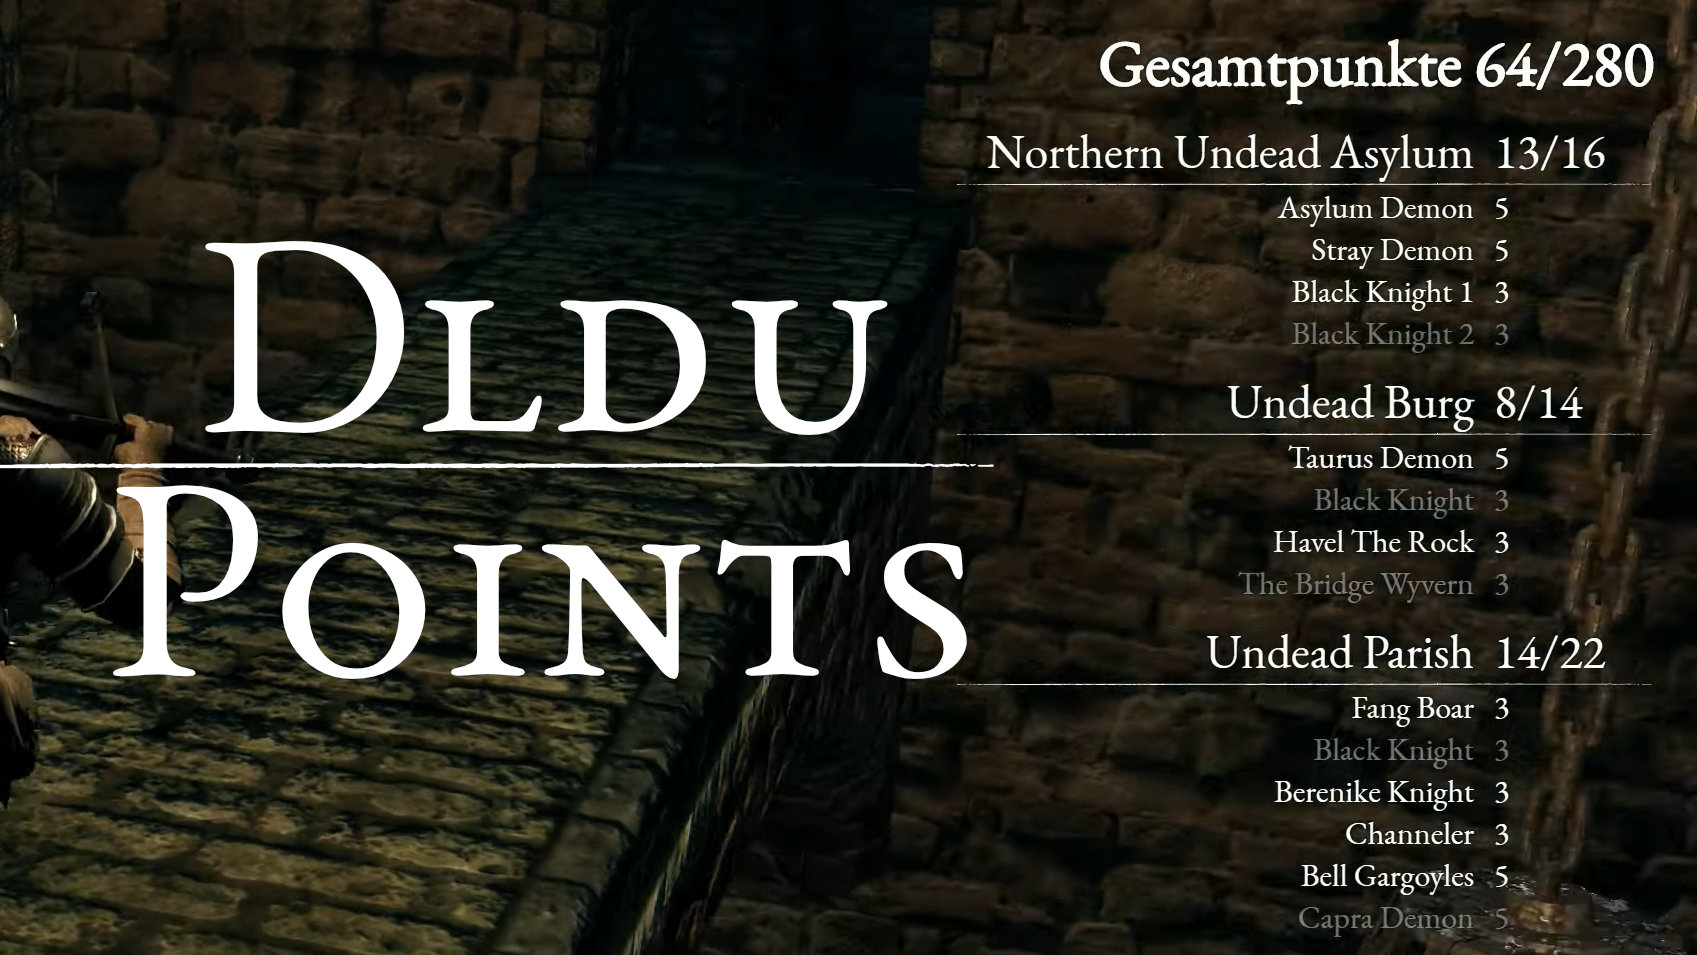 Dldu
Points
Gesamtpunkte 64/280
Northern Undead Asylum 13/16
Asylum Demon 5
Stray Demon 5
Black Knight 1 3
Black Knight 2 3
Undead Burg 8/14
Taurus Demon 5
Black Knight 3
Havel The Rock 3
The Bridge Wyvern 3
Undead Parish 14/22
Fang Boar 3
Black Knight 3
Berenike Knight 3
Channeler 3
Bell Gargoyles 5
Capra Demon 5